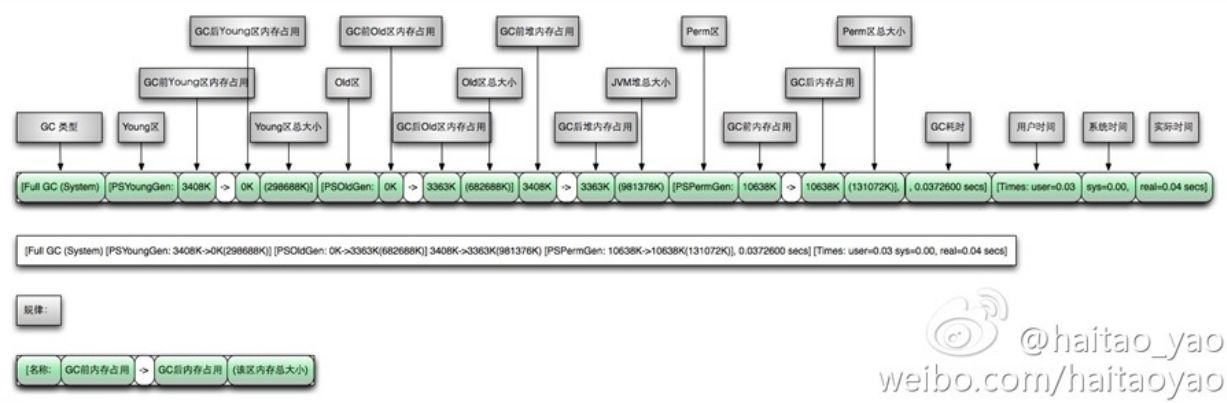 GC后Young区内存占用 GC前Old区内存占用 GC前堆内存占用 Perm区 Perm区总大小
GC前Young区内存占用 Old区 Old区总大小 JVM堆总大小 GC后内存占用
GC 类型 Young区 Young区总大小 GC后Old区内存占用 GC后堆内存占用 GC前内存占用 GC耗时 用户时间 系统时间 实际时间
[Full GC (System) [PSYoungGen: 3408K -> 0K (298688K)] [PSOldGen: 0K -> 3363K (682688K)] 3408K -> 3363K (981376K) [PSPermGen: 10638K -> 10638K (131072K)], , 0.0372600 secs] [Times: user=0.03 sys=0.00, real=0.04 secs]
[Full GC (System) [PSYoungGen: 3408K->0K(298688K)] [PSOldGen: 0K->3363K(682688K)] 3408K->3363K(981376K) [PSPermGen: 10638K->10638K(131072K)], 0.0372600 secs] [Times: user=0.03 sys=0.00, real=0.04 secs]
规律:
[名称: GC前内存占用 -> GC后内存占用 (该区内存总大小)
@haitao_yao
weibo.com/haitaoyao